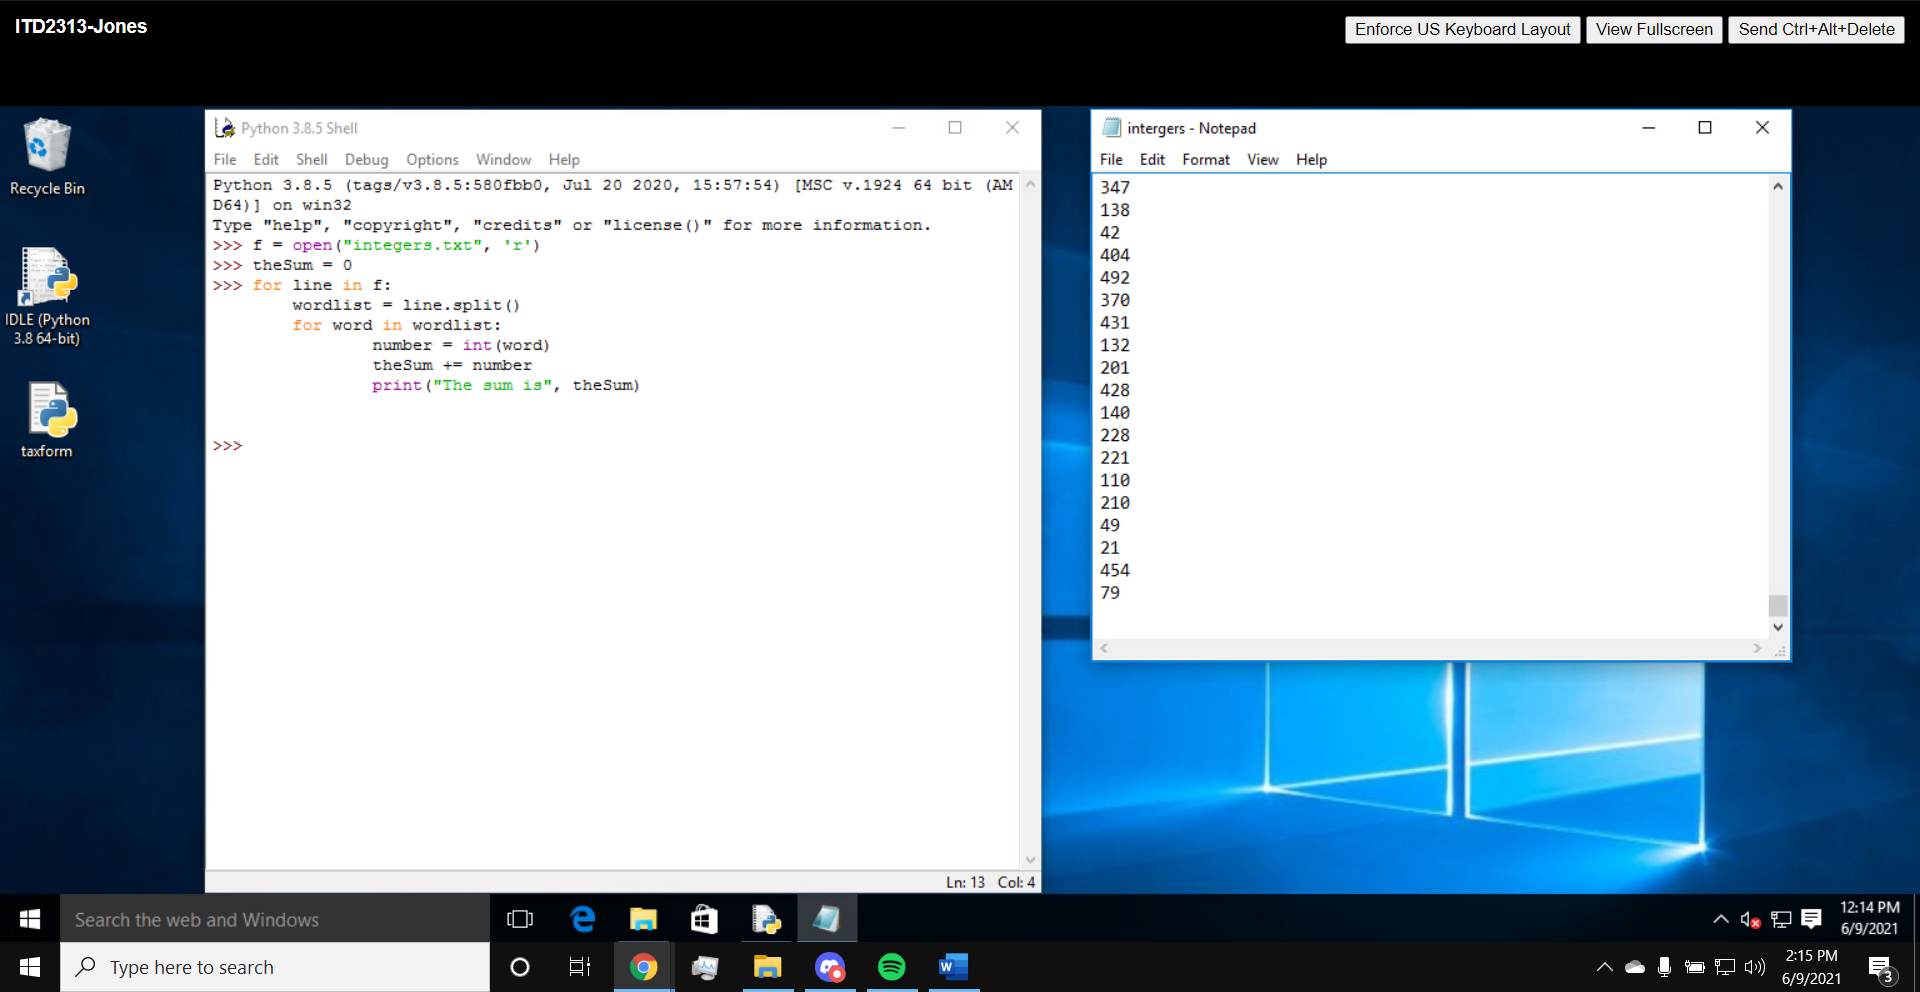 ITD2313-Jones
Enforce US Keyboard Layout
View Fullscreen
Send Ctrl+Alt+Delete
Recycle Bin
IDLE (Python
3.8 64-bit)
taxform
Python 3.8.5 Shell
File Edit Shell Debug Options Window Help
Python 3.8.5 (tags/v3.8.5:580fbb0, Jul 20 2020, 15:57:54) [MSC v.1924 64 bit (AM
D64)] on win32
Type "help", "copyright", "credits" or "license()" for more information.
>>> f = open("integers.txt", 'r')
>>> theSum = 0
>>> for line in f:
wordlist = line.split()
for word in wordlist:
number = int(word)
theSum += number
print("The sum is", theSum)
>>>
Ln: 13 Col: 4
intergers - Notepad
File Edit Format View Help
347
138
42
404
492
370
431
132
201
428
140
228
221
110
210
49
21
454
79
Search the web and Windows
12:14 PM
6/9/2021
Type here to search
2:15 PM
6/9/2021
3